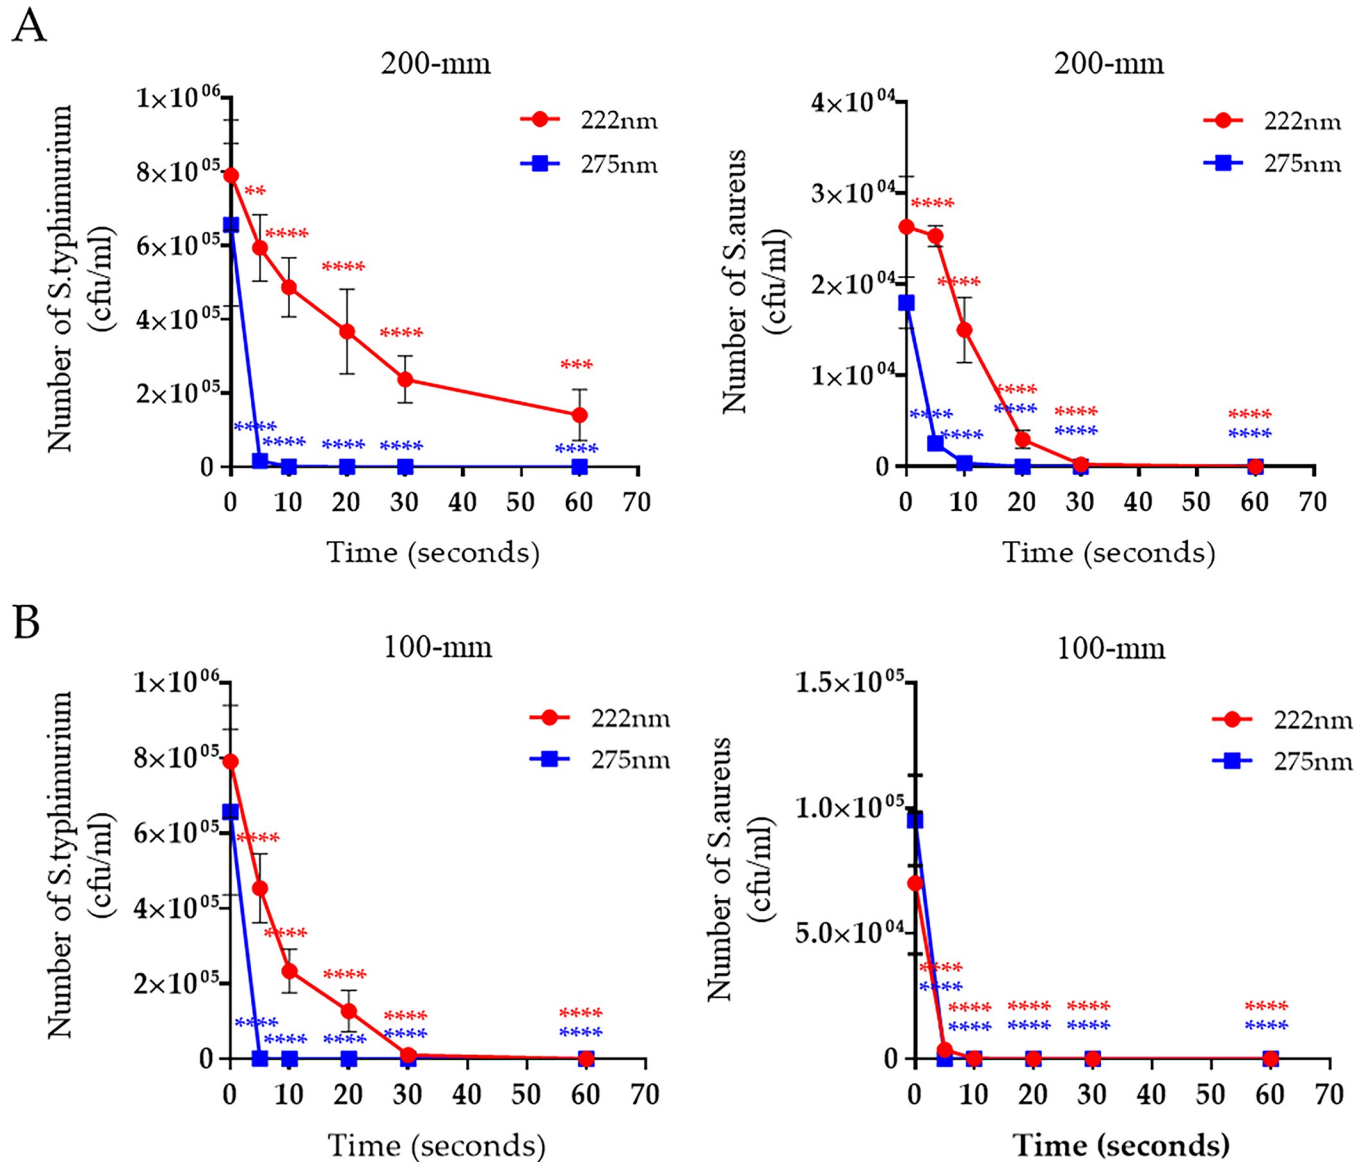 A
200-mm
Number of S.typhimurium
(cfu/ml)
1×10⁰⁶
8×10⁰⁵
6×10⁰⁵
4×10⁰⁵
2×10⁰⁵
0
222nm
275nm
** **** **** **** ***
**** **** **** **** ****
0 10 20 30 40 50 60 70
Time (seconds)
200-mm
Number of S.aureus
(cfu/ml)
4×10⁰⁴
3×10⁰⁴
2×10⁰⁴
1×10⁰⁴
0
222nm
275nm
**** **** **** **** ****
**** **** **** **** ****
0 10 20 30 40 50 60 70
Time (seconds)
B
100-mm
Number of S.typhimurium
(cfu/ml)
1×10⁰⁶
8×10⁰⁵
6×10⁰⁵
4×10⁰⁵
2×10⁰⁵
0
222nm
275nm
**** **** **** **** ****
**** **** **** **** ****
0 10 20 30 40 50 60 70
Time (seconds)
100-mm
Number of S.aureus
(cfu/ml)
1.5×10⁰⁵
1.0×10⁰⁵
5.0×10⁰⁴
0
222nm
275nm
**** **** **** **** ****
**** **** **** **** ****
0 10 20 30 40 50 60 70
Time (seconds)